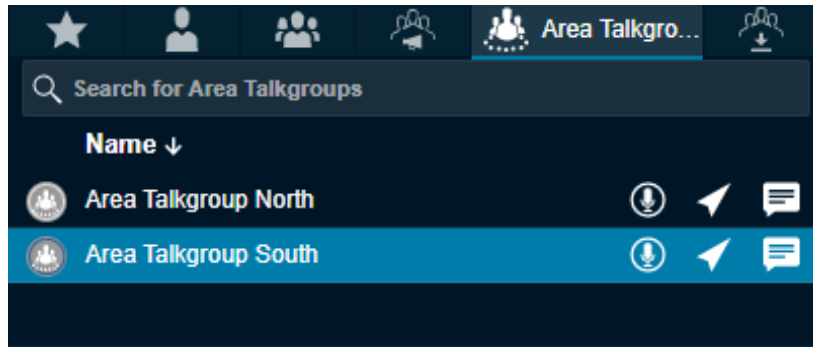 Area Talkgro...
Search for Area Talkgroups
Name ↓
Area Talkgroup North
Area Talkgroup South